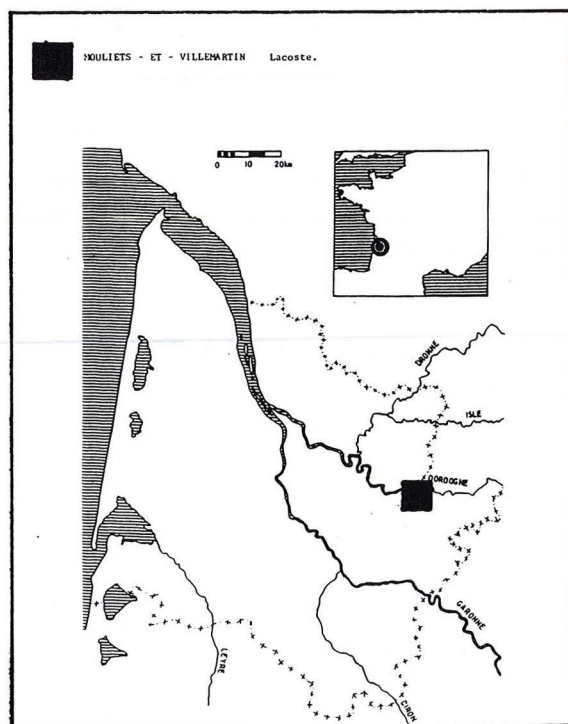 MOULIETS - ET - VILLEMARTIN Lacoste.
0 10 20km
DRONNE
ISLE
DORDOGNE
GARONNE
LEYRE
CIRON